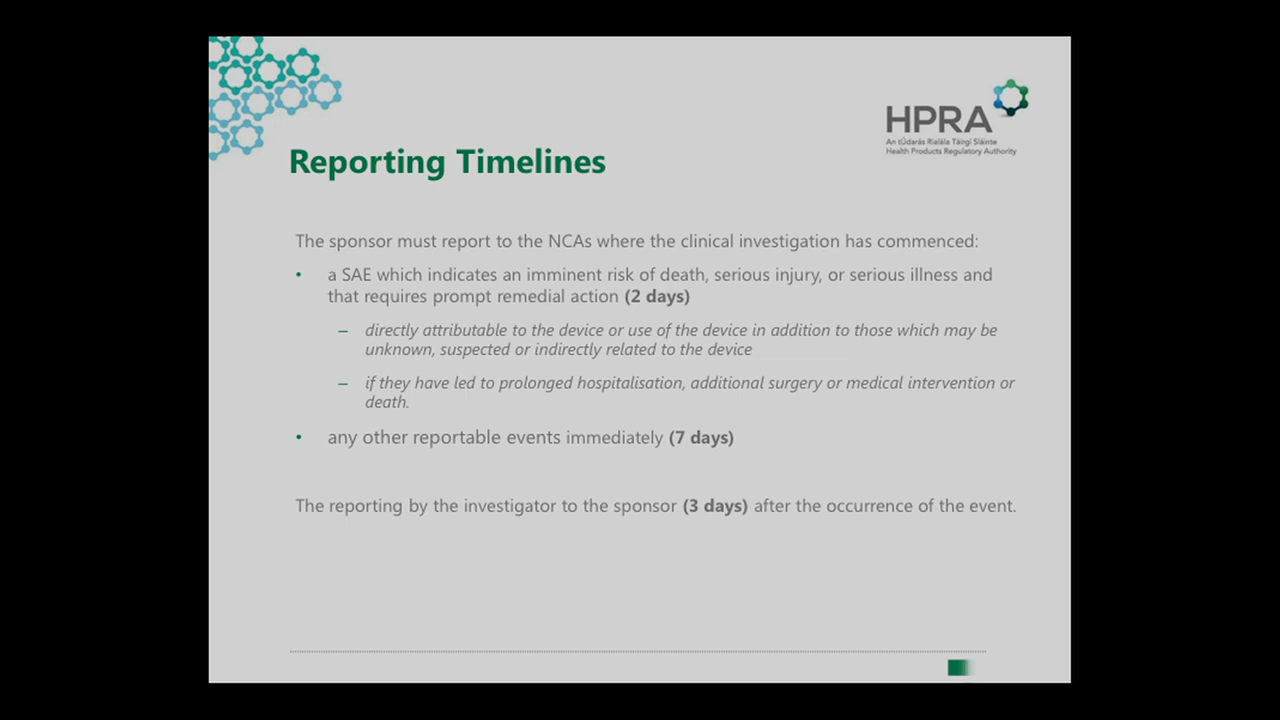 HPRA
An tÚdarás Rialála Táirgí Sláinte
Health Products Regulatory Authority
Reporting Timelines
The sponsor must report to the NCAs where the clinical investigation has commenced:
• a SAE which indicates an imminent risk of death, serious injury, or serious illness and
that requires prompt remedial action (2 days)
– directly attributable to the device or use of the device in addition to those which may be
unknown, suspected or indirectly related to the device
– if they have led to prolonged hospitalisation, additional surgery or medical intervention or
death.
• any other reportable events immediately (7 days)
The reporting by the investigator to the sponsor (3 days) after the occurrence of the event.